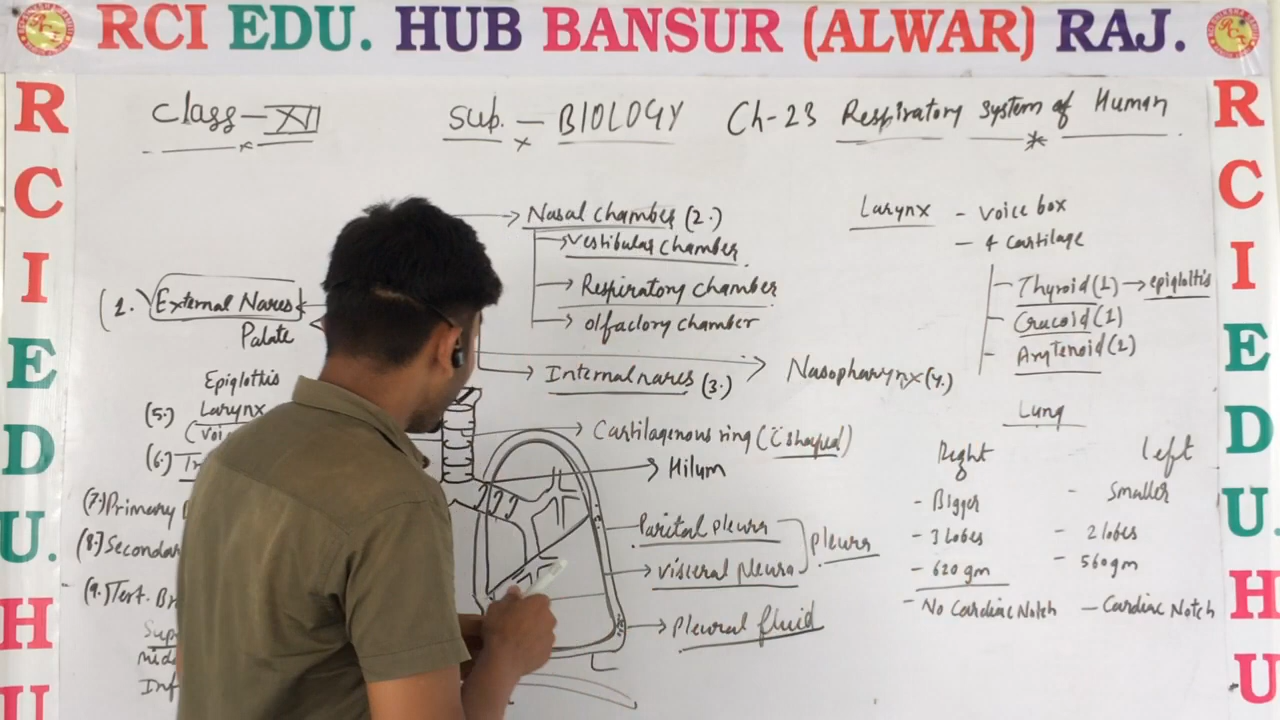 RCI EDU. HUB BANSUR (ALWAR) RAJ.
R
C
I
E
D
U.
H
U
R
C
I
E
D
U.
H
U
Class - XII
Sub. - BIOLOGY
Ch-23 Respiratory system of Human
Nasal chamber (2.)
Vestibular chamber
Respiratory chamber
olfactory chamber
(1. External Nares
Palate
Internal nares (3.)
Nasopharynx (4.)
Epiglottis
(5.) Larynx
(voi
(6.) Tr
(7.) Primary
(8.) Secondar
(9.) Tert. Br
Sup
mid
Inf
Cartilagenous ring (C shaped)
Hilum
Parital pleura
visceral pleura
pleura
Pleural fluid
Larynx - voice box
- 4 cartilage
Thyroid (1) → epiglottis
Crucoid (1)
Arytenoid (2)
Lung
Right
- Bigger
- 3 Lobes
- 620 gm
- No Cardiac Notch
left
- Smaller
- 2 lobes
- 560 gm
- Cardiac Notch